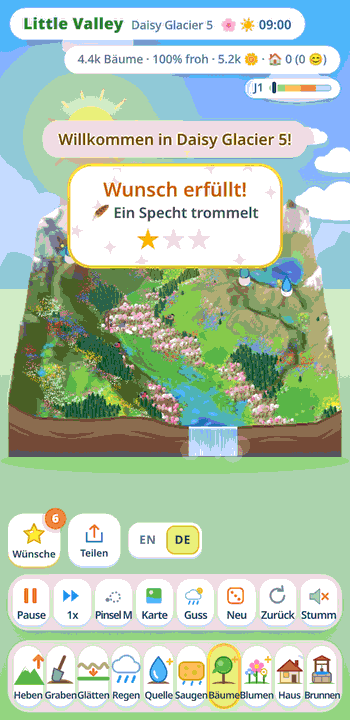 Little Valley Daisy Glacier 5 🌸 ☀️ 09:00
4.4k Bäume · 100% froh · 5.2k 🌼 · 🏠 0 (0 😊)
J1
Willkommen in Daisy Glacier 5!
Wunsch erfüllt!
🪶 Ein Specht trommelt
6
Wünsche Teilen EN DE
Pause 1x Pinsel M Karte Guss Neu Zurück Stumm
Heben Graben Glätten Regen Quelle Saugen Bäume Blumen Haus Brunnen